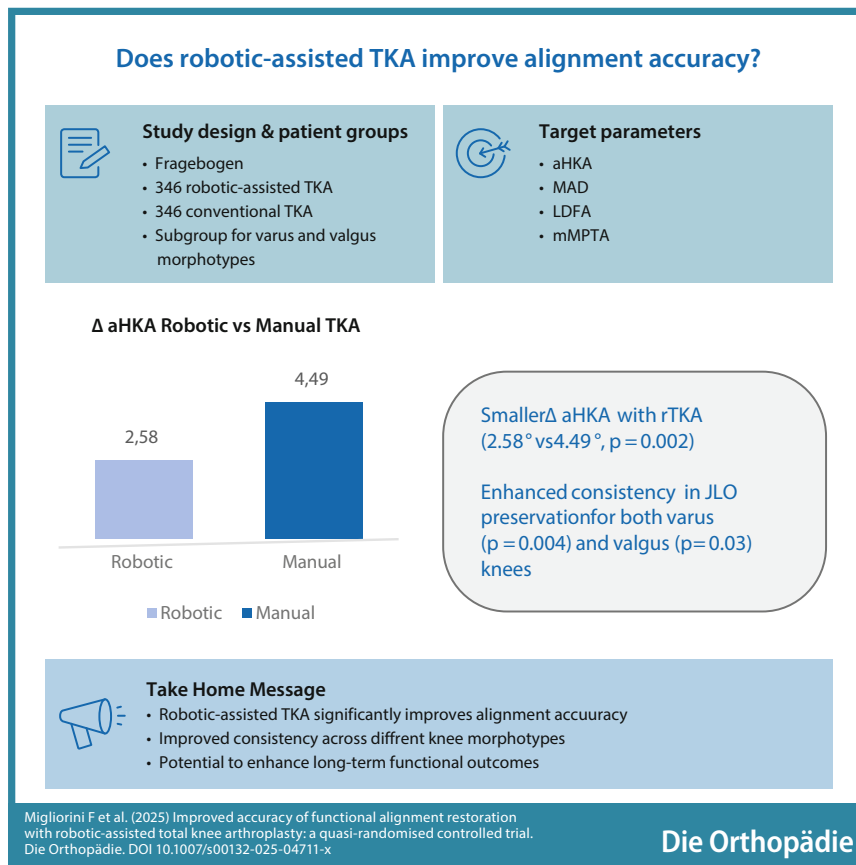 Does robotic-assisted TKA improve alignment accuracy?
Study design & patient groups
• Fragebogen
• 346 robotic-assisted TKA
• 346 conventional TKA
• Subgroup for varus and valgus
morphotypes
Target parameters
• aHKA
• MAD
• LDFA
• mMPTA
Δ aHKA Robotic vs Manual TKA
2,58
4,49
Robotic
Manual
Robotic
Manual
SmallerΔ aHKA with rTKA
(2.58° vs4.49°, p = 0.002)
Enhanced consistency in JLO
preservationfor both varus
(p = 0.004) and valgus (p= 0.03)
knees
Take Home Message
• Robotic-assisted TKA significantly improves alignment accuuracy
• Improved consistency across diffrent knee morphotypes
• Potential to enhance long-term functional outcomes
Migliorini F et al. (2025) Improved accuracy of functional alignment restoration
with robotic-assisted total knee arthroplasty: a quasi-randomised controlled trial.
Die Orthopädie. DOI 10.1007/s00132-025-04711-x
Die Orthopädie